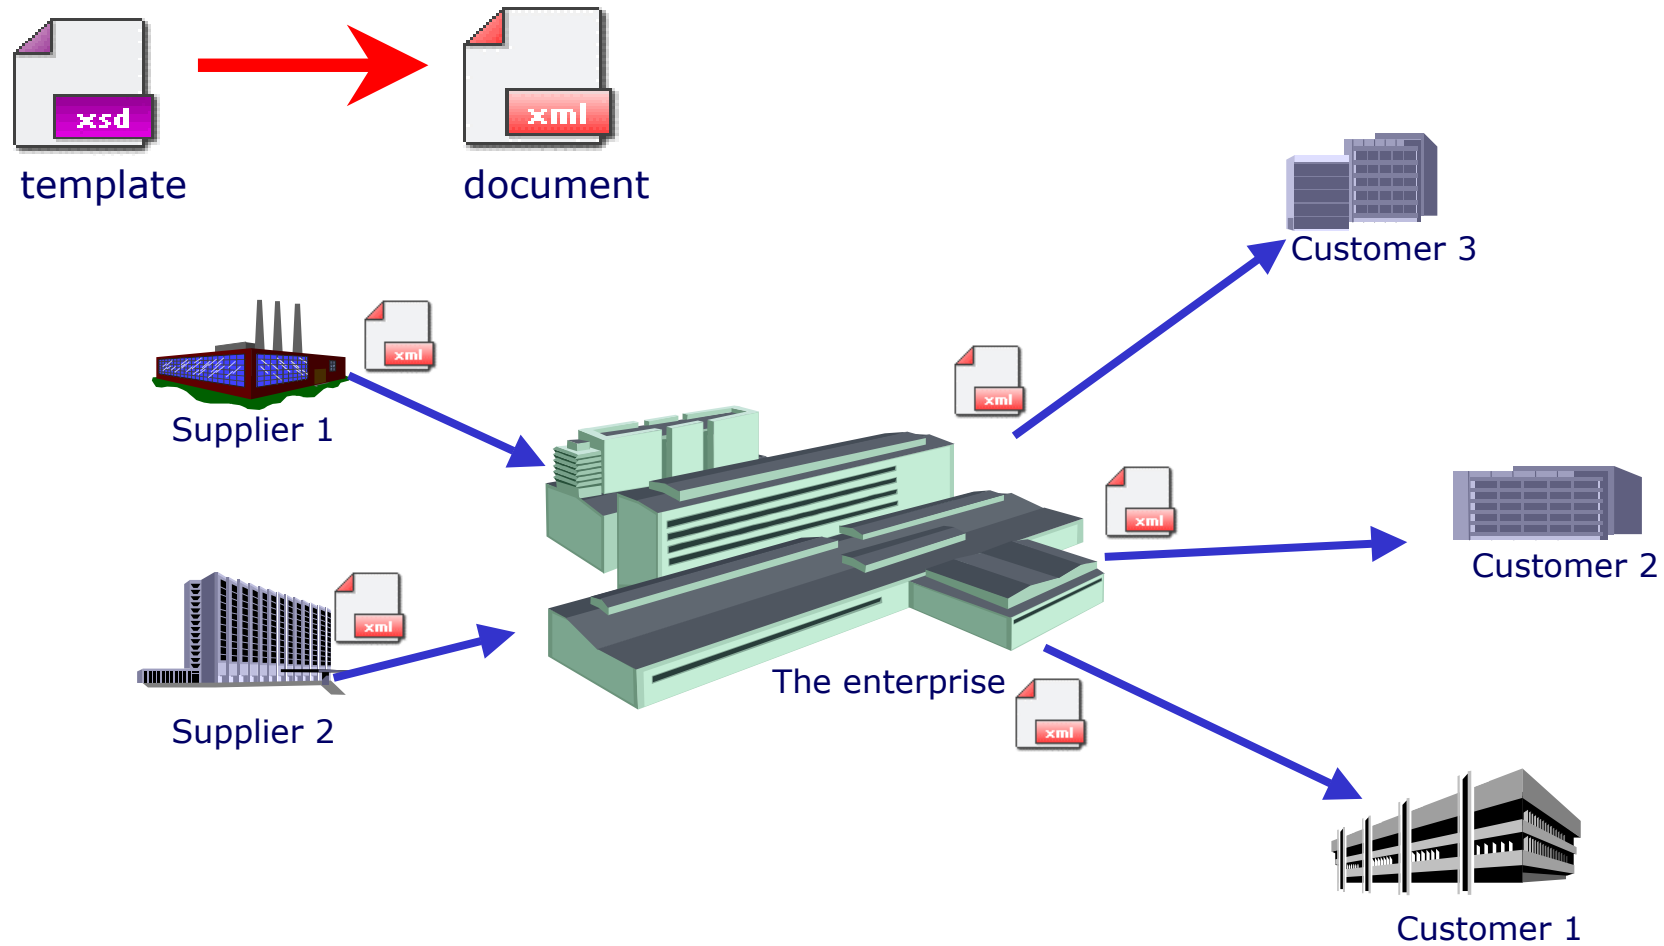 xsd
xml
template
document
Customer 3
xml
Supplier 1
xml
xml
Customer 2
xml
Supplier 2
The enterprise
xml
Customer 1